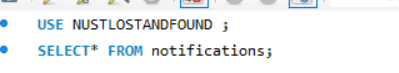 USE NUSTLOSTANDFOUND ;
SELECT* FROM notifications;